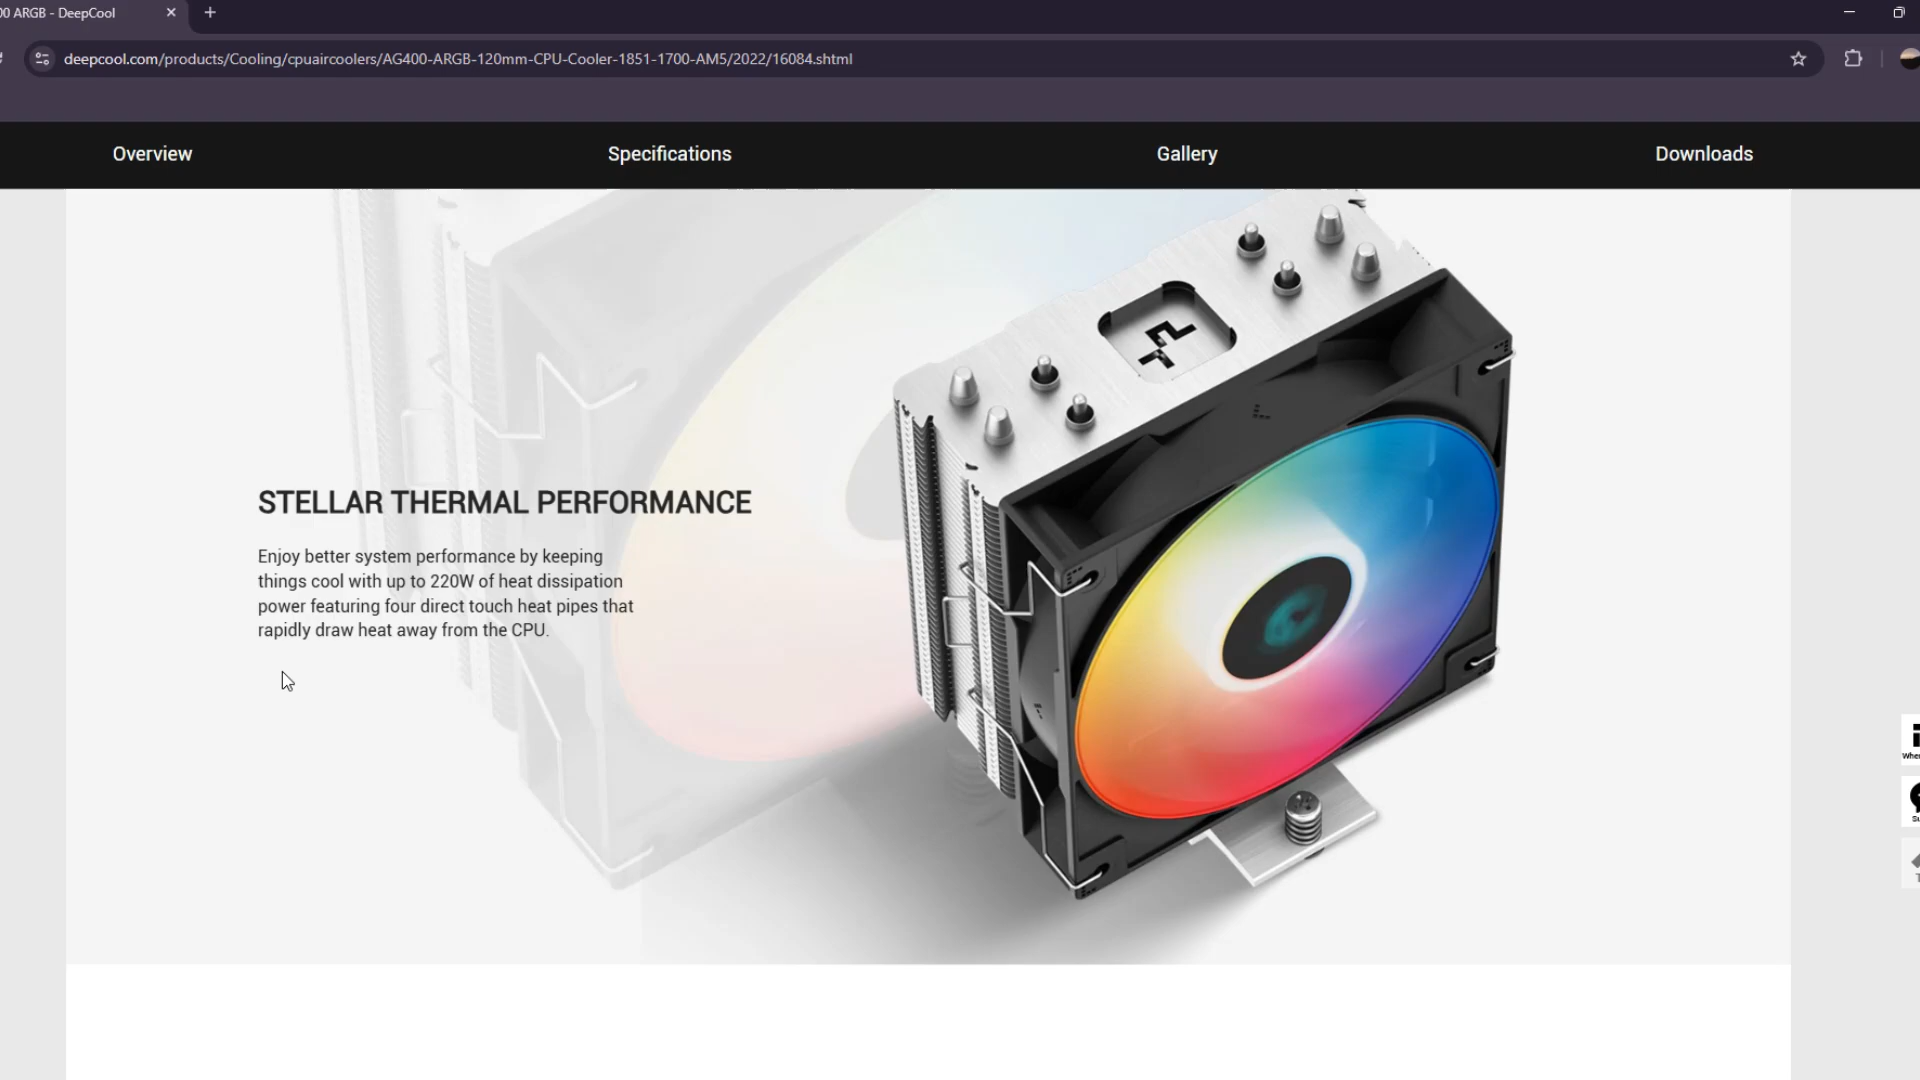 00 ARGB - DeepCool
deepcool.com/products/Cooling/cpuaircoolers/AG400-ARGB-120mm-CPU-Cooler-1851-1700-AM5/2022/16084.shtml
Overview Specifications Gallery Downloads
STELLAR THERMAL PERFORMANCE
Enjoy better system performance by keeping
things cool with up to 220W of heat dissipation
power featuring four direct touch heat pipes that
rapidly draw heat away from the CPU.